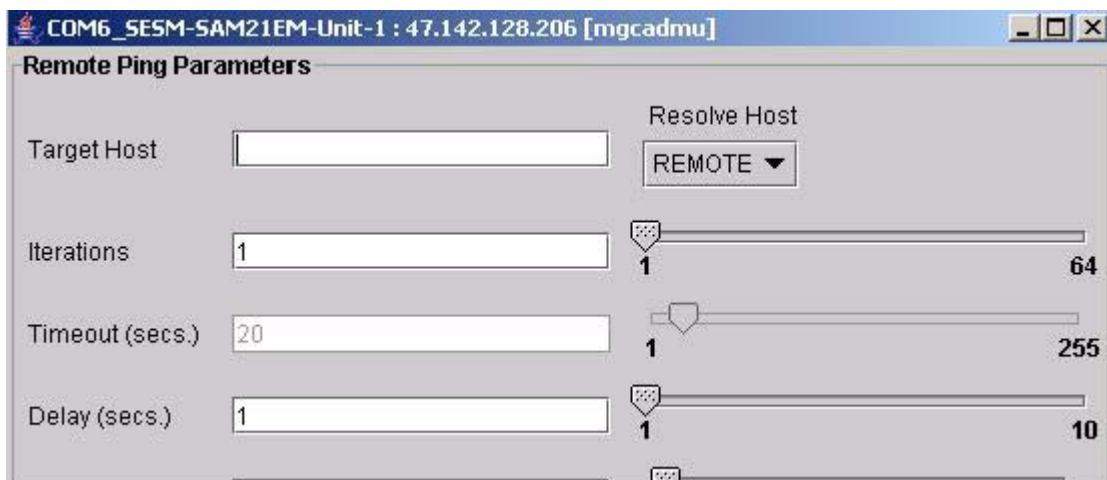 COM6_SESM-SAM21EM-Unit-1 : 47.142.128.206 [mgcadmu]
Remote Ping Parameters
Target Host
Resolve Host
REMOTE
Iterations
1
1
64
Timeout (secs.)
20
1
255
Delay (secs.)
1
1
10